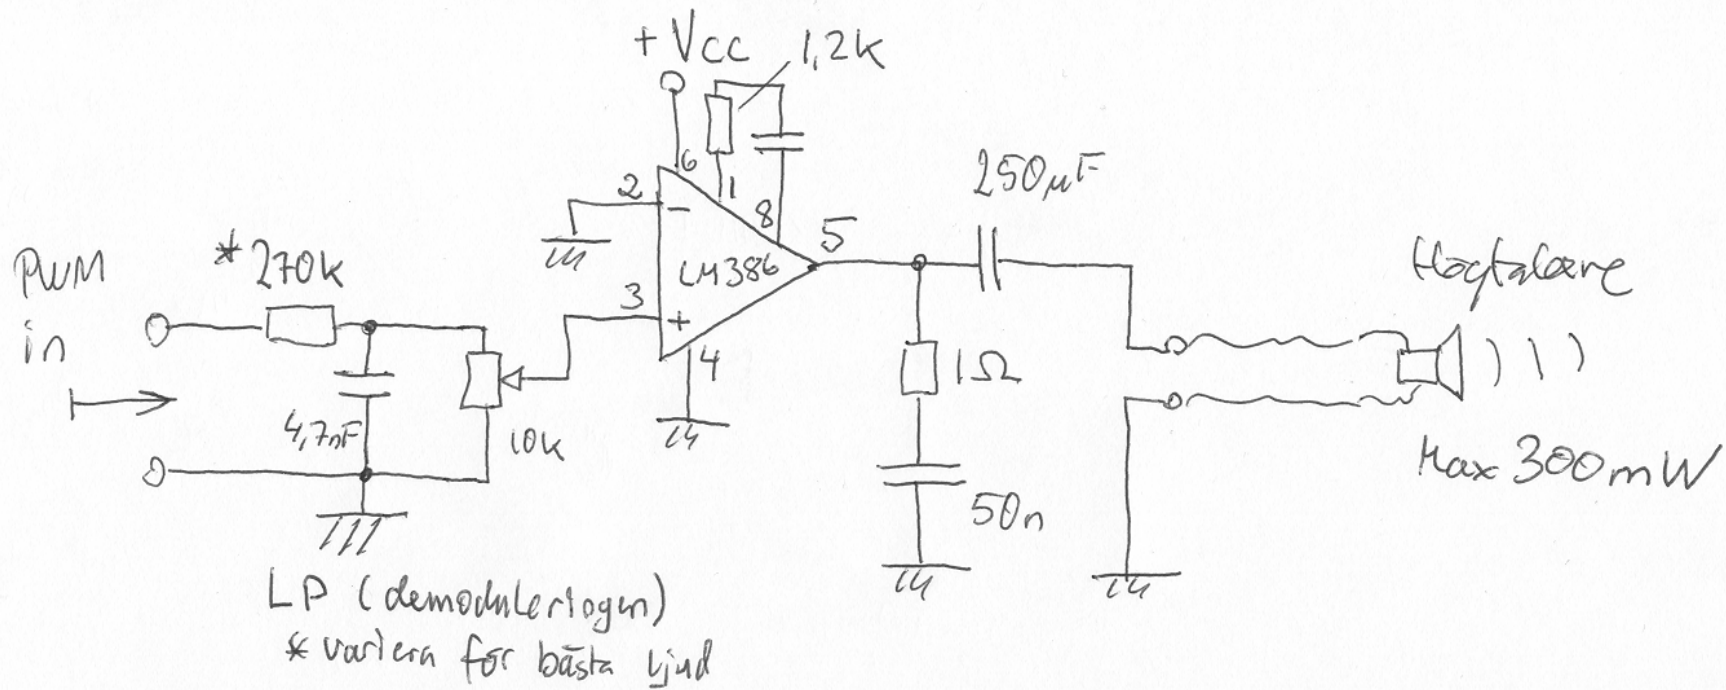 + Vcc
1,2k
6
1
2
-
8
5
250µF
LM386
* 270k
PWM
in
3
+
4
Högtalare
1Ω
4,7nF
10k
Max 300mW
50n
LP (demoduleringen)
* variera för bästa ljud